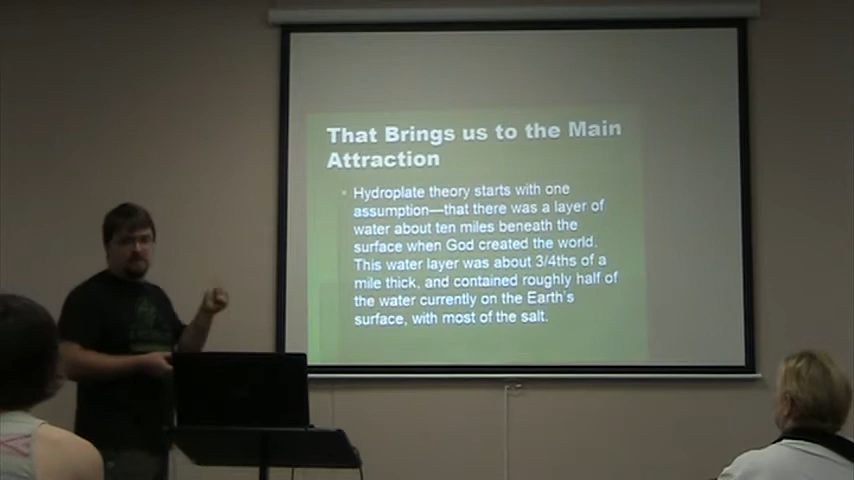 That Brings us to the Main
Attraction
Hydroplate theory starts with one
assumption—that there was a layer of
water about ten miles beneath the
surface when God created the world.
This water layer was about 3/4ths of a
mile thick, and contained roughly half of
the water currently on the Earth's
surface, with most of the salt.